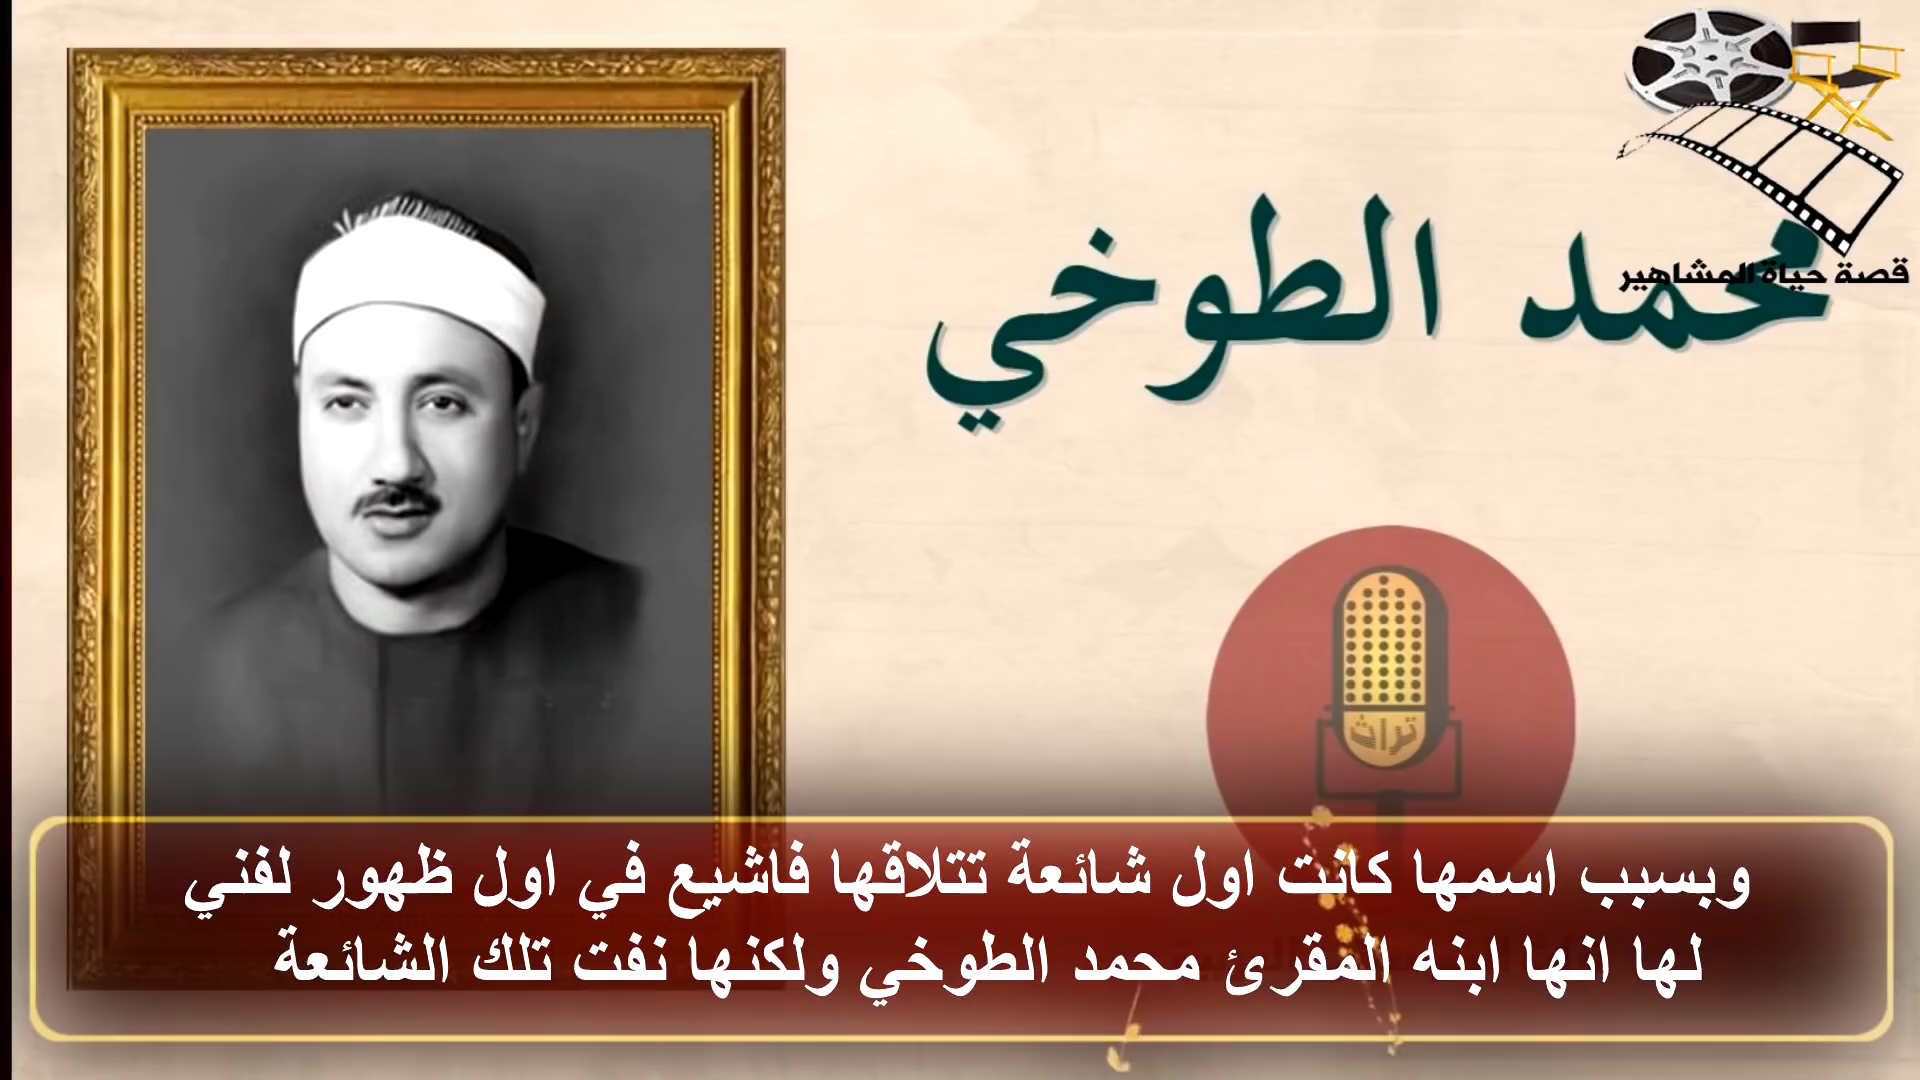 قصة حياة المشاهير
محمد الطوخي
تراث
وبسبب اسمها كانت اول شائعة تتلاقها فاشيع في اول ظهور لفني
لها انها ابنه المقرئ محمد الطوخي ولكنها نفت تلك الشائعة